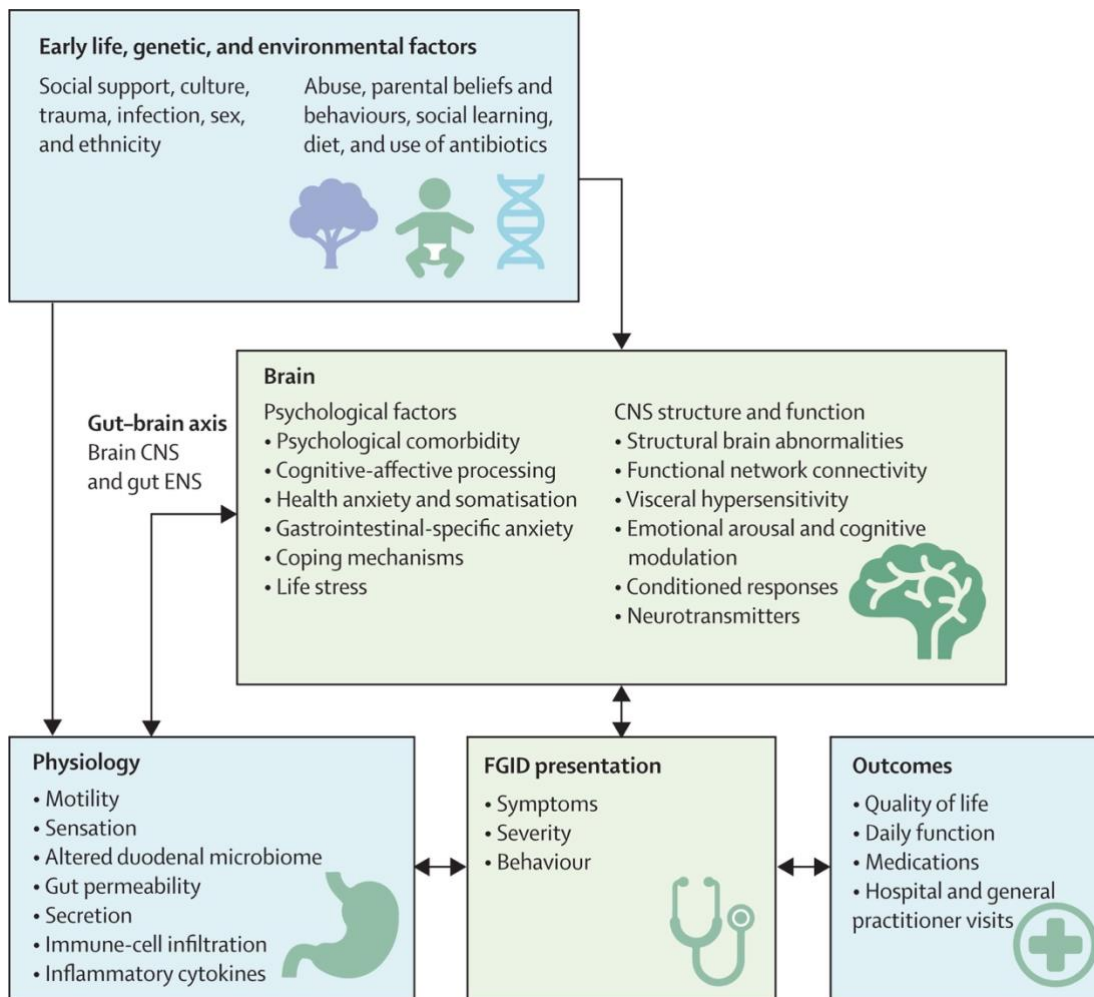 Early life, genetic, and environmental factors
Social support, culture,
trauma, infection, sex,
and ethnicity
Abuse, parental beliefs and
behaviours, social learning,
diet, and use of antibiotics
Brain
Psychological factors
• Psychological comorbidity
• Cognitive-affective processing
• Health anxiety and somatisation
• Gastrointestinal-specific anxiety
• Coping mechanisms
• Life stress
CNS structure and function
• Structural brain abnormalities
• Functional network connectivity
• Visceral hypersensitivity
• Emotional arousal and cognitive
modulation
• Conditioned responses
• Neurotransmitters
Gut–brain axis
Brain CNS
and gut ENS
Physiology
• Motility
• Sensation
• Altered duodenal microbiome
• Gut permeability
• Secretion
• Immune-cell infiltration
• Inflammatory cytokines
FGID presentation
• Symptoms
• Severity
• Behaviour
Outcomes
• Quality of life
• Daily function
• Medications
• Hospital and general
practitioner visits